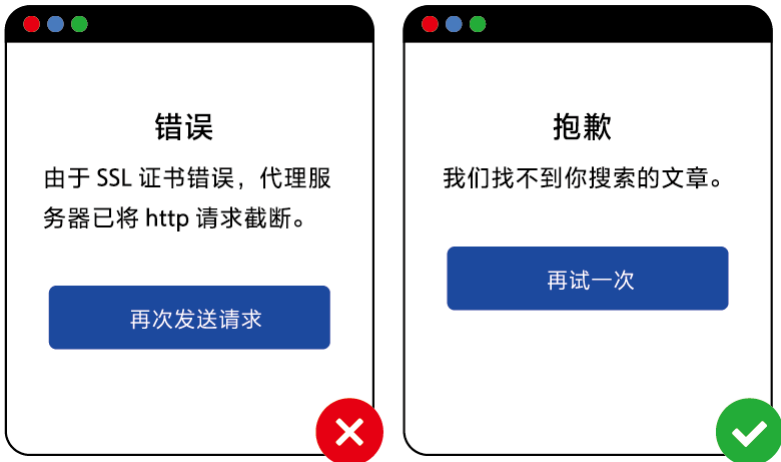 错误
由于 SSL 证书错误，代理服
务器已将 http 请求截断。
再次发送请求
抱歉
我们找不到你搜索的文章。
再试一次